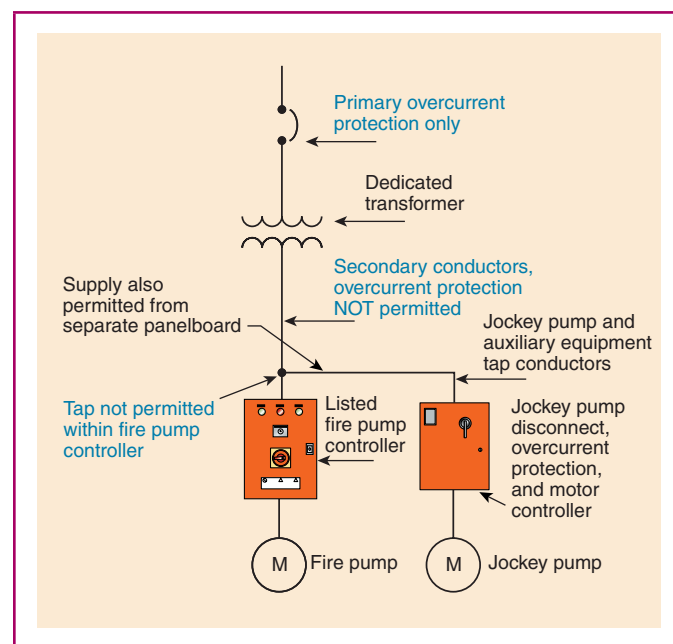 Primary overcurrent
protection only
Dedicated
transformer
Secondary conductors,
overcurrent protection
NOT permitted
Supply also
permitted from
separate panelboard
Jockey pump and
auxiliary equipment
tap conductors
Tap not permitted
within fire pump
controller
Listed
fire pump
controller
Jockey pump
disconnect,
overcurrent
protection,
and motor
controller
M
Fire pump
M
Jockey pump